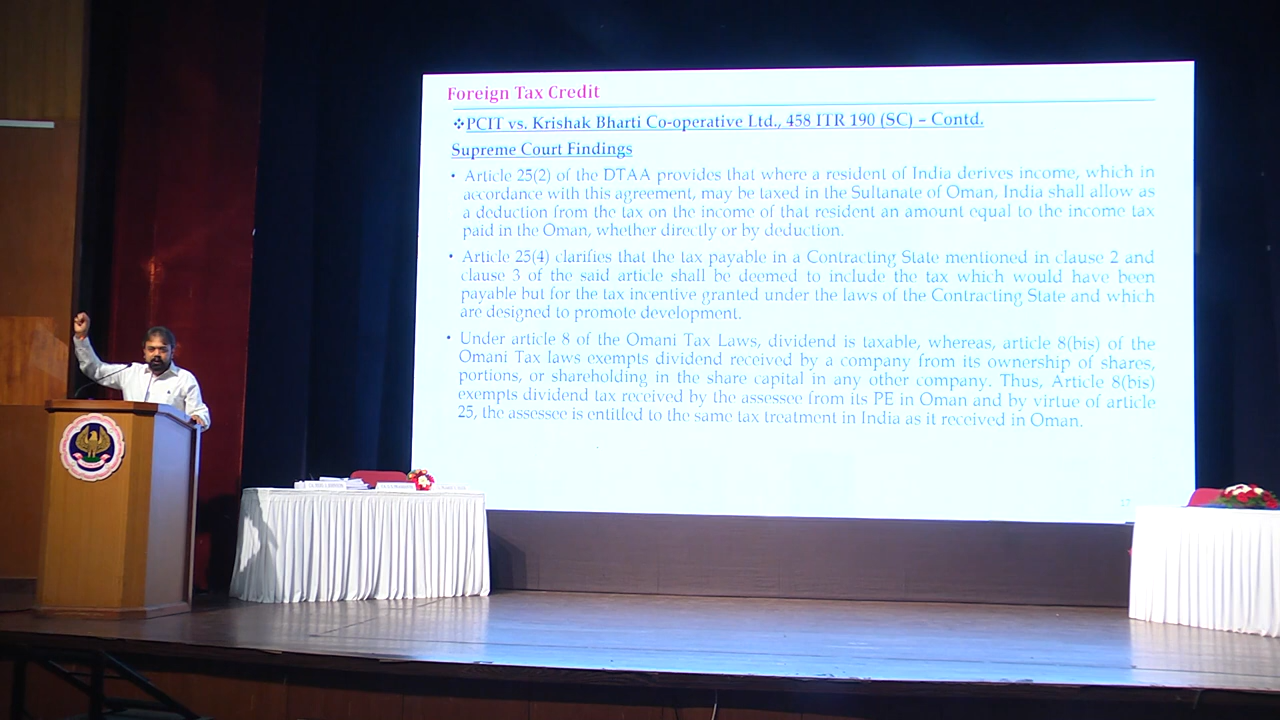 Foreign Tax Credit
❖PCIT vs. Krishak Bharti Co-operative Ltd., 458 ITR 190 (SC) – Contd.
Supreme Court Findings
• Article 25(2) of the DTAA provides that where a resident of India derives income, which in
accordance with this agreement, may be taxed in the Sultanate of Oman, India shall allow as
a deduction from the tax on the income of that resident an amount equal to the income tax
paid in the Oman, whether directly or by deduction.
• Article 25(4) clarifies that the tax payable in a Contracting State mentioned in clause 2 and
clause 3 of the said article shall be deemed to include the tax which would have been
payable but for the tax incentive granted under the laws of the Contracting State and which
are designed to promote development.
• Under article 8 of the Omani Tax Laws, dividend is taxable, whereas, article 8(bis) of the
Omani Tax laws exempts dividend received by a company from its ownership of shares,
portions, or shareholding in the share capital in any other company. Thus, Article 8(bis)
exempts dividend tax received by the assessee from its PE in Oman and by virtue of article
25, the assessee is entitled to the same tax treatment in India as it received in Oman.